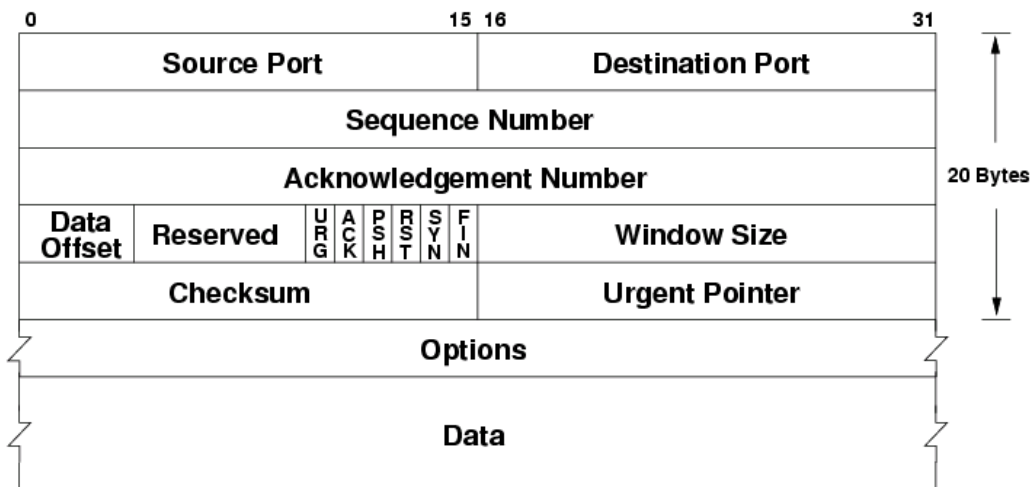 0 15 16 31
Source Port Destination Port
Sequence Number
Acknowledgement Number
20 Bytes
Data Offset Reserved URG ACK PSH RST SYN FIN Window Size
Checksum Urgent Pointer
Options
Data